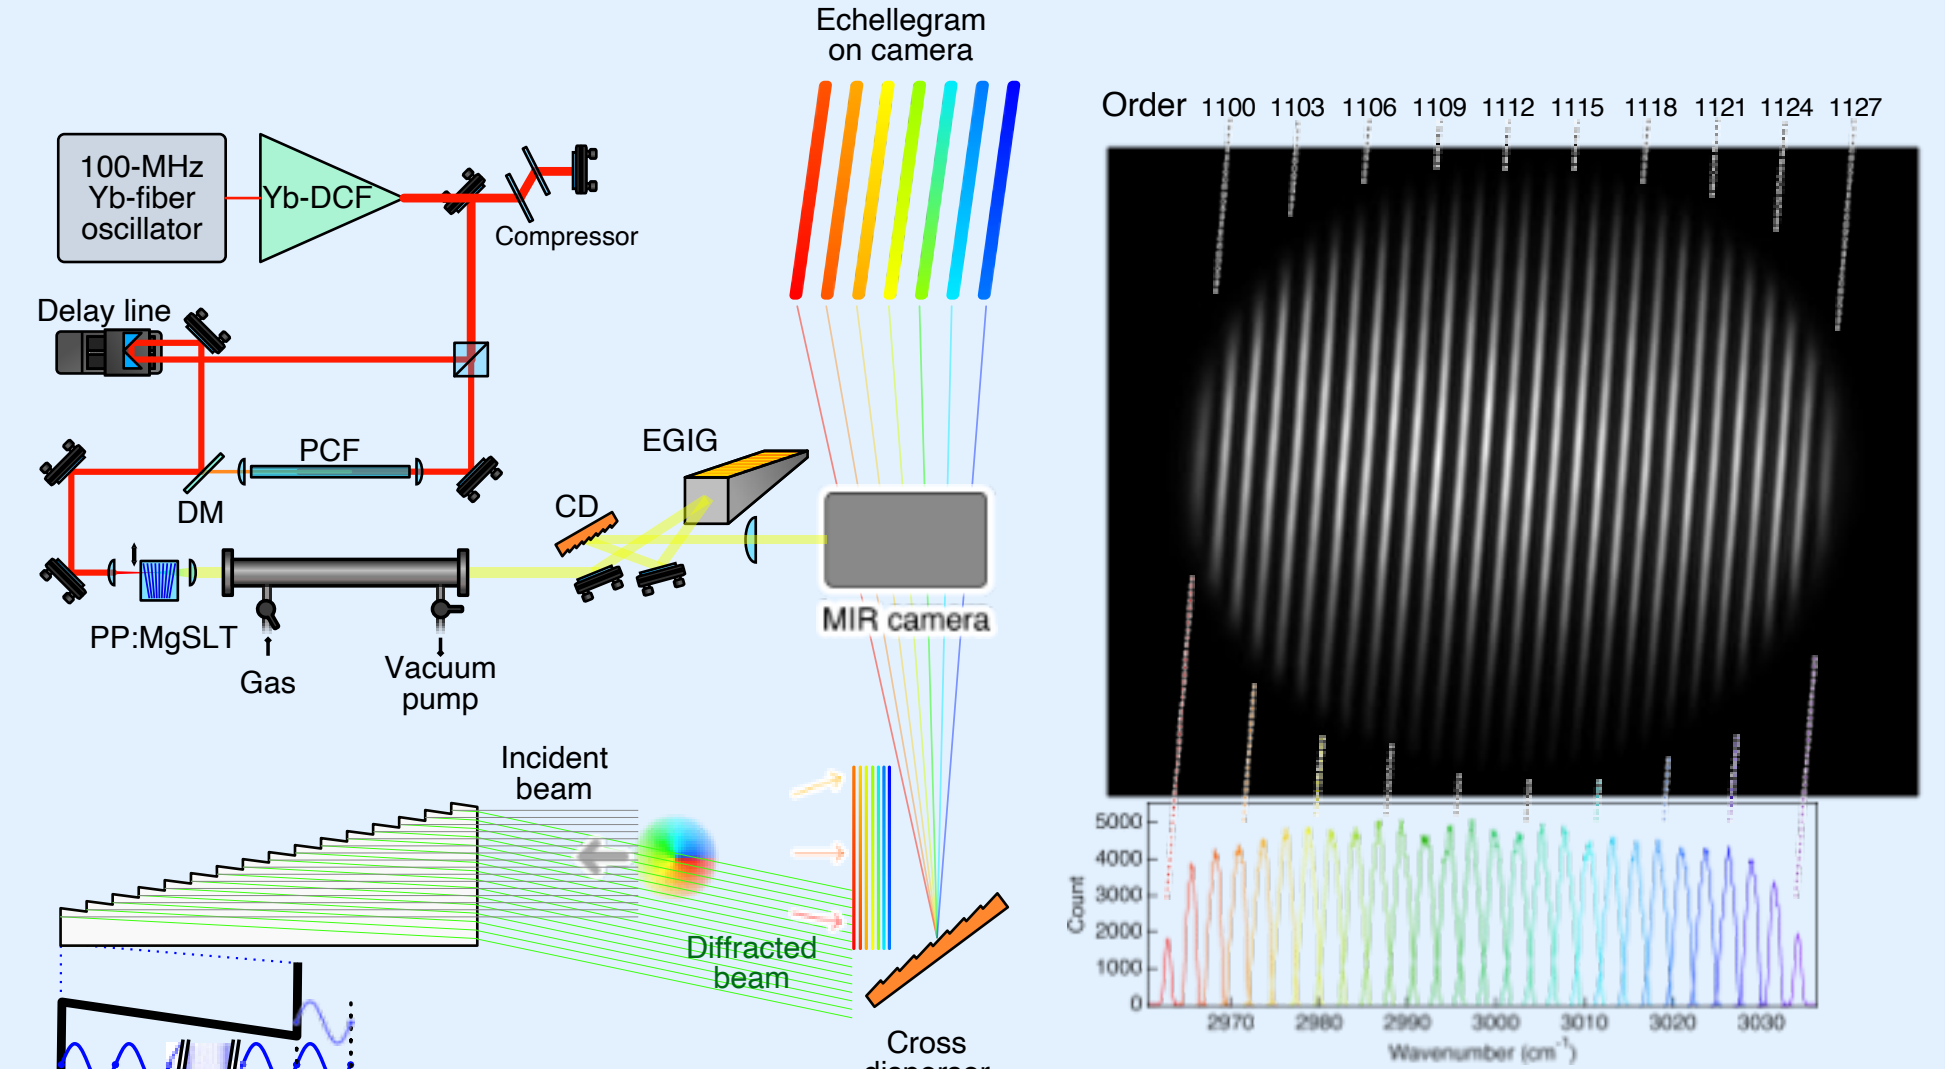 Echellegram
on camera
100-MHz
Yb-fiber
oscillator
Yb-DCF
Compressor
Delay line
PCF
DM
EGIG
CD
MIR camera
PP:MgSLT
Gas
Vacuum
pump
Incident
beam
Diffracted
beam
Cross
disperser
Order 1100 1103 1106 1109 1112 1115 1118 1121 1124 1127
Count
5000
4000
3000
2000
1000
0
2970 2980 2990 3000 3010 3020 3030
Wavenumber (cm⁻¹)